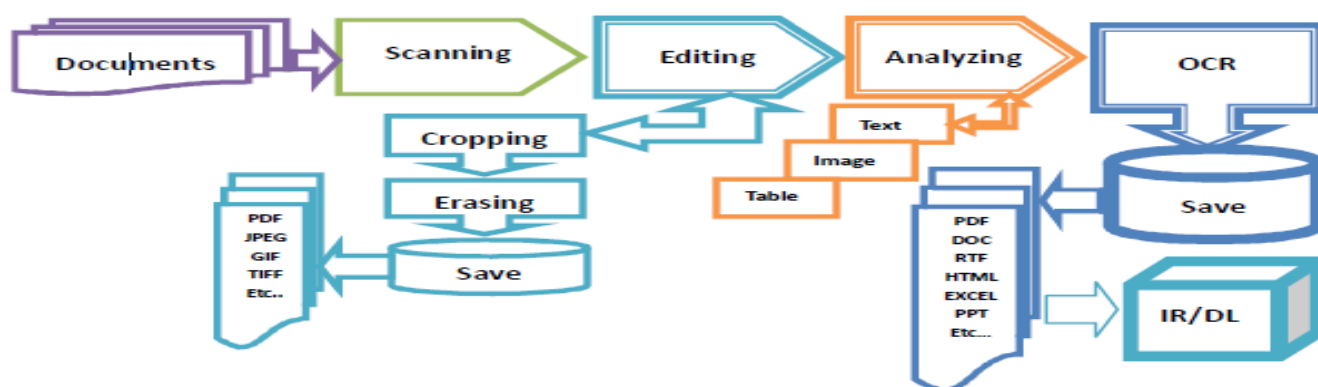 Documents
Scanning
Editing
Analyzing
OCR
Cropping
Erasing
Save
PDF
JPEG
GIF
TIFF
Etc..
Text
Image
Table
Save
PDF
DOC
RTF
HTML
EXCEL
PPT
Etc...
IR/DL